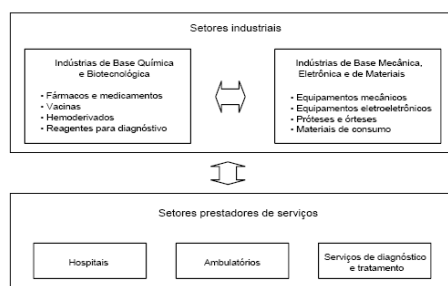 Setores industriais
Indústrias de Base Química
e Biotecnológica
• Fármacos e medicamentos
• Vacinas
• Hemoderivados
• Reagentes para diagnóstivo
Indústrias de Base Mecânica,
Eletrônica e de Materiais
• Equipamentos mecânicos
• Equipamentos eletroeletrônicos
• Próteses e órteses
• Materiais de consumo
Setores prestadores de serviços
Hospitais
Ambulatórios
Serviços de diagnóstico
e tratamento